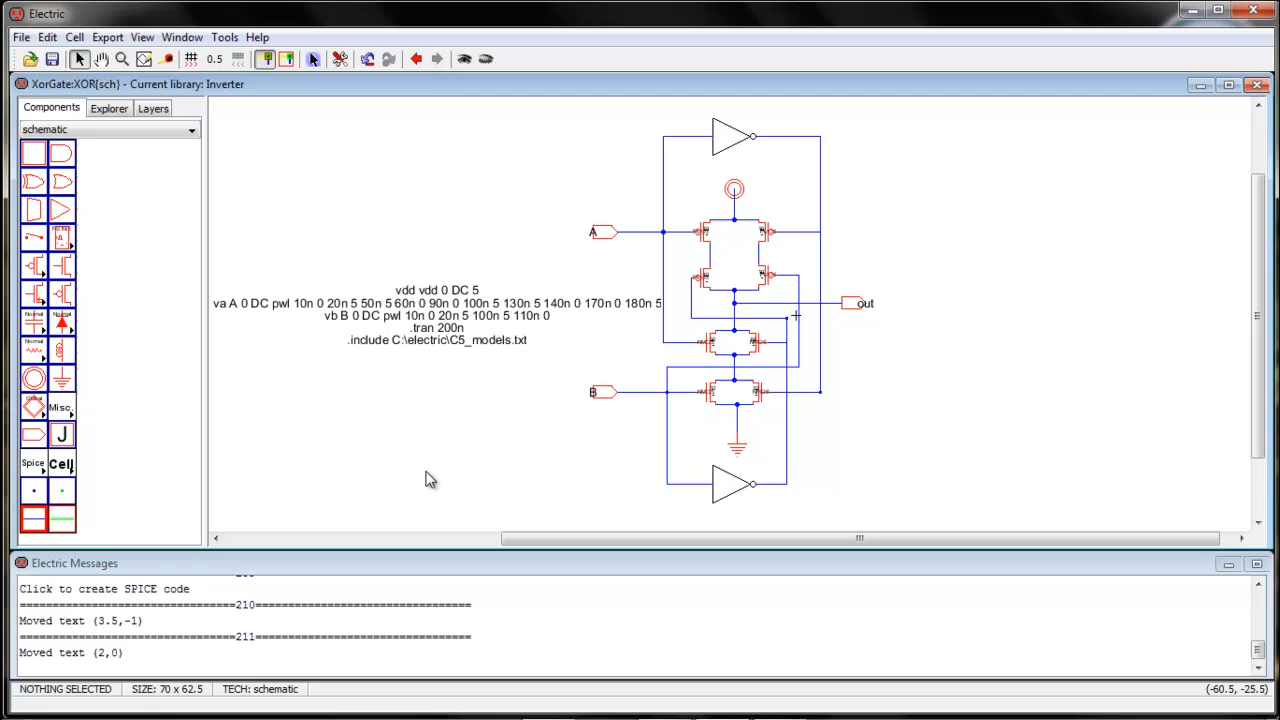 Electric
File Edit Cell Export View Window Tools Help
0.5
XorGate:XOR{sch} - Current library: Inverter
Components Explorer Layers
schematic
Misc.
J
Spice Cell
A
B
out
vdd vdd 0 DC 5
va A 0 DC pwl 10n 0 20n 5 50n 5 60n 0 90n 0 100n 5 130n 5 140n 0 170n 0 180n 5
vb B 0 DC pwl 10n 0 20n 5 100n 5 110n 0
.tran 200n
.include C:\electric\C5_models.txt
Electric Messages
Click to create SPICE code
==================================210==================================
Moved text (3.5,-1)
==================================211==================================
Moved text (2,0)
NOTHING SELECTED SIZE: 70 x 62.5 TECH: schematic (-60.5, -25.5)